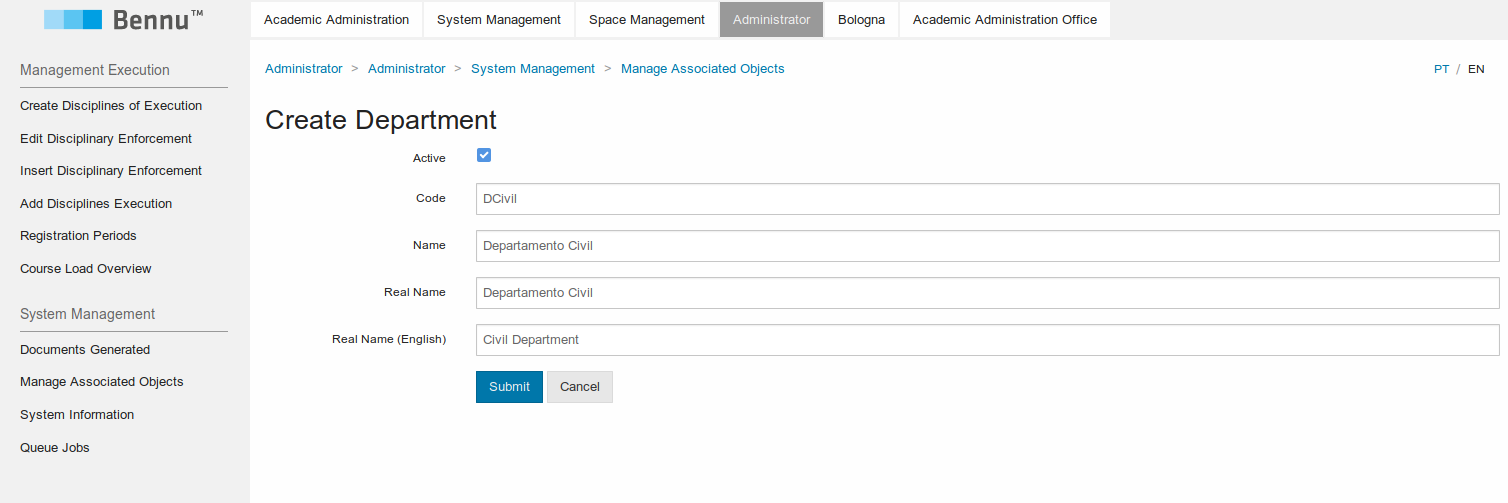 Bennu™
Academic Administration System Management Space Management Administrator Bologna Academic Administration Office
Management Execution
Create Disciplines of Execution
Edit Disciplinary Enforcement
Insert Disciplinary Enforcement
Add Disciplines Execution
Registration Periods
Course Load Overview
System Management
Documents Generated
Manage Associated Objects
System Information
Queue Jobs
Administrator > Administrator > System Management > Manage Associated Objects
PT / EN
Create Department
Active
Code DCivil
Name Departamento Civil
Real Name Departamento Civil
Real Name (English) Civil Department
Submit Cancel